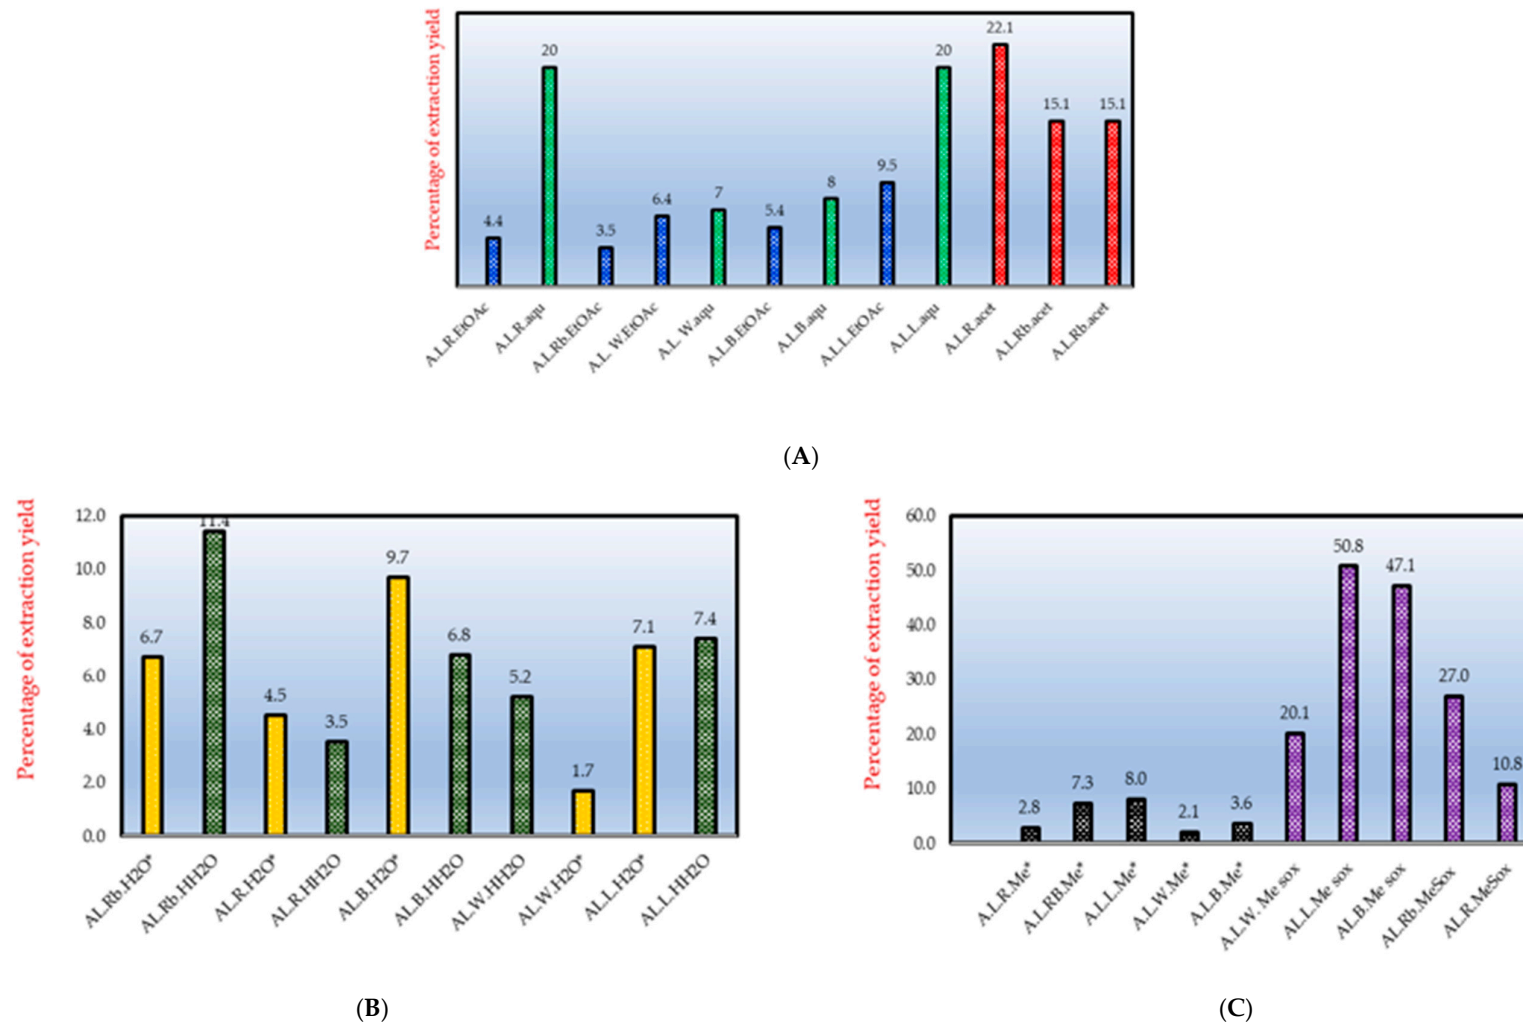 Percentage of extraction yield
4.4
20
3.5
6.4
7
5.4
8
9.5
20
22.1
15.1
15.1
A.L.R.EtOAc
A.L.R.aqu
A.L.Rb.EtOAc
A.L. W.EtOAc
A.L. W.aqu
A.L.B.EtOAc
A.L.B.aqu
A.L.L.EtOAc
A.L.L.aqu
A.L.R.acet
A.L.Rb.acet
A.L.Rb.acet
(A)
Percentage of extraction yield
12.0
10.0
8.0
6.0
4.0
2.0
0.0
6.7
11.4
4.5
3.5
9.7
6.8
5.2
1.7
7.1
7.4
AL.Rb.H2O*
AL.Rb.HH2O
AL.R.H2O*
AL.R.HH2O
AL.B.H2O*
AL.B.HH2O
AL.W.HH2O
AL.W.H2O*
AL.L.H2O*
AL.L.HH2O
(B)
Percentage of extraction yield
60.0
50.0
40.0
30.0
20.0
10.0
0.0
2.8
7.3
8.0
2.1
3.6
20.1
50.8
47.1
27.0
10.8
A.L.R.Me*
A.L.RB.Me*
A.L.L.Me*
A.L.W.Me*
A.L.B.Me*
A.L.W. Me sox
AL.L.Me sox
AL.B.Me sox
AL.Rb.MeSox
AL.R.MeSox
(C)